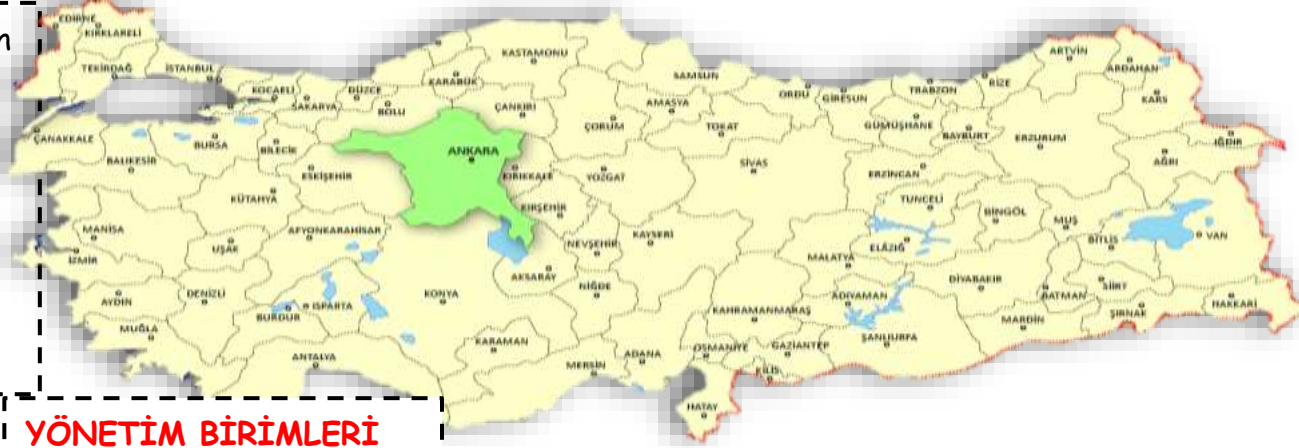 n
EDİRNE
KIRKLARELİ
TEKİRDAĞ
İSTANBUL
KOCAELİ
SAKARYA
DÜZCE
BOLU
KARABÜK
KASTAMONU
ÇANKIRI
SAMSUN
AMASYA
ÇORUM
TOKAT
ORDU
GİRESUN
TRABZON
RİZE
ARTVİN
ARDAHAN
KARS
IĞDIR
GÜMÜŞHANE
BAYBURT
ERZURUM
AĞRI
ÇANAKKALE
BALIKESİR
BURSA
BİLECİK
ESKİŞEHİR
ANKARA
KIRIKKALE
YOZGAT
SİVAS
ERZİNCAN
TUNCELİ
BİNGÖL
MUŞ
BİTLİS
VAN
KÜTAHYA
KIRŞEHİR
NEVŞEHİR
KAYSERİ
MALATYA
ELÂZIĞ
MANİSA
İZMİR
UŞAK
AFYONKARAHİSAR
AKSARAY
NİĞDE
DİYABAKIR
BATMAN
SİİRT
ŞIRNAK
HAKKARİ
AYDIN
DENİZLİ
BURDUR
ISPARTA
KONYA
KAHRAMANMARAŞ
ADIYAMAN
ŞANLIURFA
MARDİN
MUĞLA
ANTALYA
KARAMAN
MERSİN
ADANA
OSMANİYE
GAZİANTEP
KİLİS
HATAY
YÖNETİM BİRİMLERİ